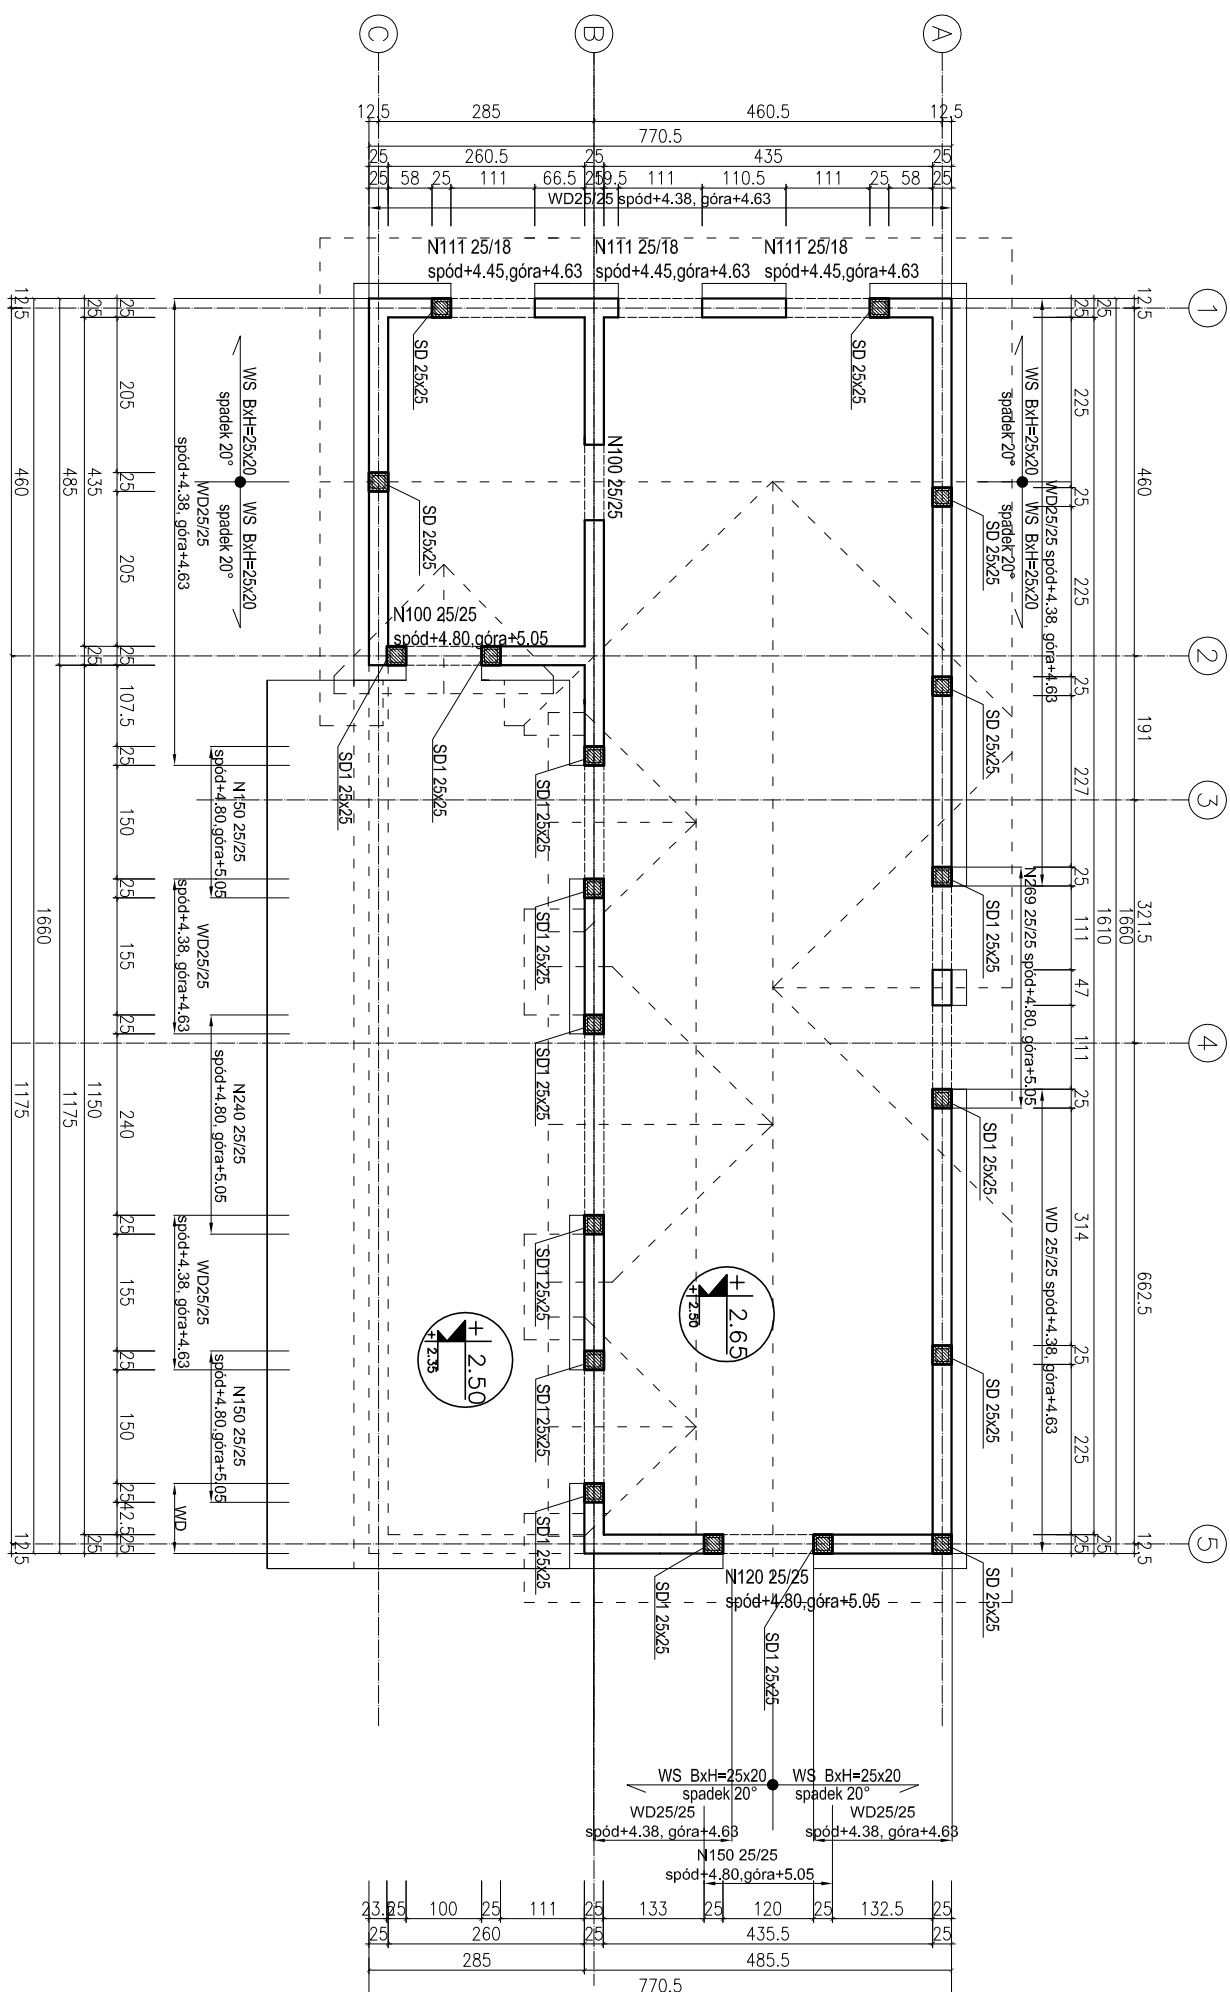 C
B
A
12.5
285
460.5
12.5
770.5
25
260.5
25
435
25
25
58
25
111
66.5
25
59.5
111
110.5
111
25
58
25
WD25/25 spód+4.38, góra+4.63
N111 25/18
spód+4.45,góra+4.63
N111 25/18
spód+4.45,góra+4.63
N111 25/18
spód+4.45,góra+4.63
1
2
3
4
5
12.5
460
191
321.5
662.5
12.5
1660
25
1610
25
25
225
25
225
25
227
25
111
47
111
25
314
25
225
25
WD25/25 spód+4.38, góra+4.63
N269 25/25 spód+4.80, góra+5.05
WD 25/25 spód+4.38, góra+4.63
WS BxH=25x20
spadek 20°
WS BxH=25x20
spadek 20°
SD 25x25
SD 25x25
SD 25x25
SD1 25x25
SD1 25x25
SD 25x25
SD 25x25
SD 25x25
SD 25x25
N100 25/25
N100 25/25
spód+4.80,góra+5.05
SD1 25x25
SD1 25x25
SD1 25x25
SD1 25x25
SD1 25x25
SD1 25x25
SD1 25x25
SD1 25x25
SD1 25x25
SD1 25x25
+2.65
+2.50
+2.50
+2.35
WS BxH=25x20
spadek 20°
WS BxH=25x20
spadek 20°
WD25/25
spód+4.38, góra+4.63
N150 25/25
spód+4.80,góra+5.05
WD25/25
spód+4.38, góra+4.63
N240 25/25
spód+4.80, góra+5.05
WD25/25
spód+4.38, góra+4.63
N150 25/25
spód+4.80,góra+5.05
WD
25
205
25
205
25
107.5
25
150
25
155
25
240
25
155
25
150
25
42.5
25
25
435
25
1150
25
485
1175
1660
12.5
460
1175
12.5
N120 25/25
spód+4.80,góra+5.05
WS BxH=25x20
spadek 20°
WS BxH=25x20
spadek 20°
WD25/25
spód+4.38, góra+4.63
WD25/25
spód+4.38, góra+4.63
N150 25/25
spód+4.80,góra+5.05
23.5
25
100
25
111
25
133
25
120
25
132.5
25
25
260
25
435.5
25
285
485.5
770.5